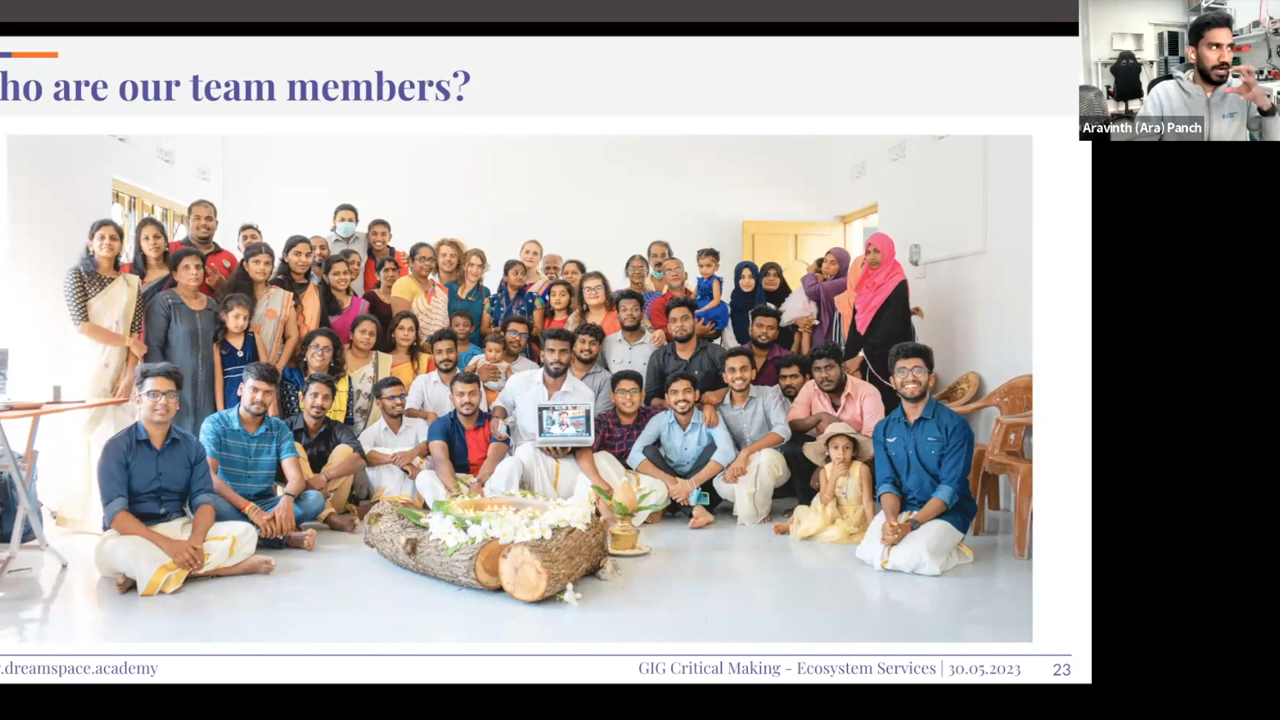 ho are our team members?
Aravinth (Ara) Panch
.dreamspace.academy
GIG Critical Making - Ecosystem Services | 30.05.2023
23